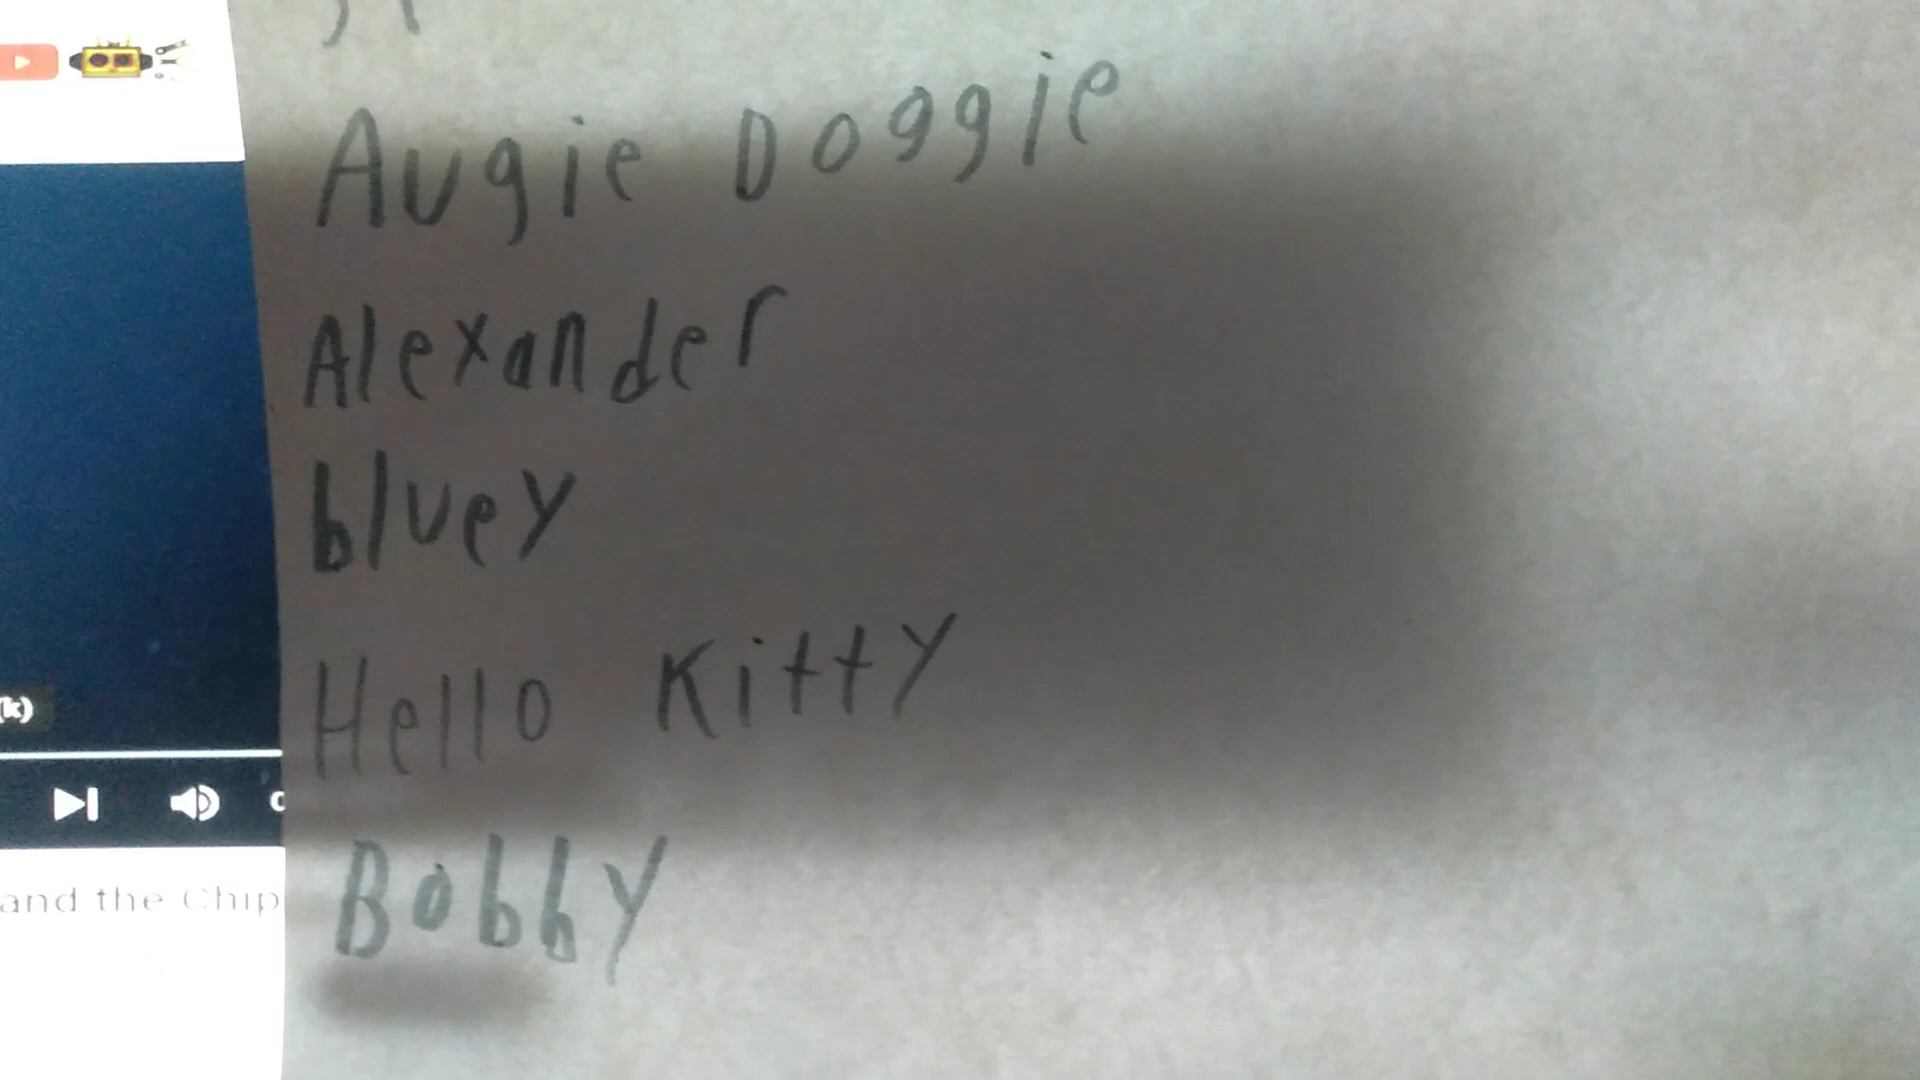 Augie Doggie
Alexander
bluey
Hello Kitty
(k)
Bobby
and the Chip